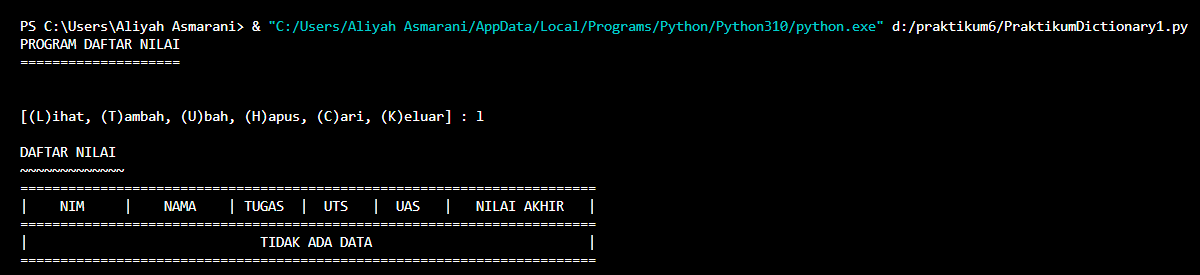 PS C:\Users\Aliyah Asmarani> & "C:/Users/Aliyah Asmarani/AppData/Local/Programs/Python/Python310/python.exe" d:/praktikum6/PraktikumDictionary1.py
PROGRAM DAFTAR NILAI
====================
[(L)ihat, (T)ambah, (U)bah, (H)apus, (C)ari, (K)eluar] : l
DAFTAR NILAI
~~~~~~~~~~~~~
========================================================================
|    NIM     |    NAMA    | TUGAS  |  UTS   |  UAS   |   NILAI AKHIR   |
========================================================================
|                             TIDAK ADA DATA                           |
========================================================================